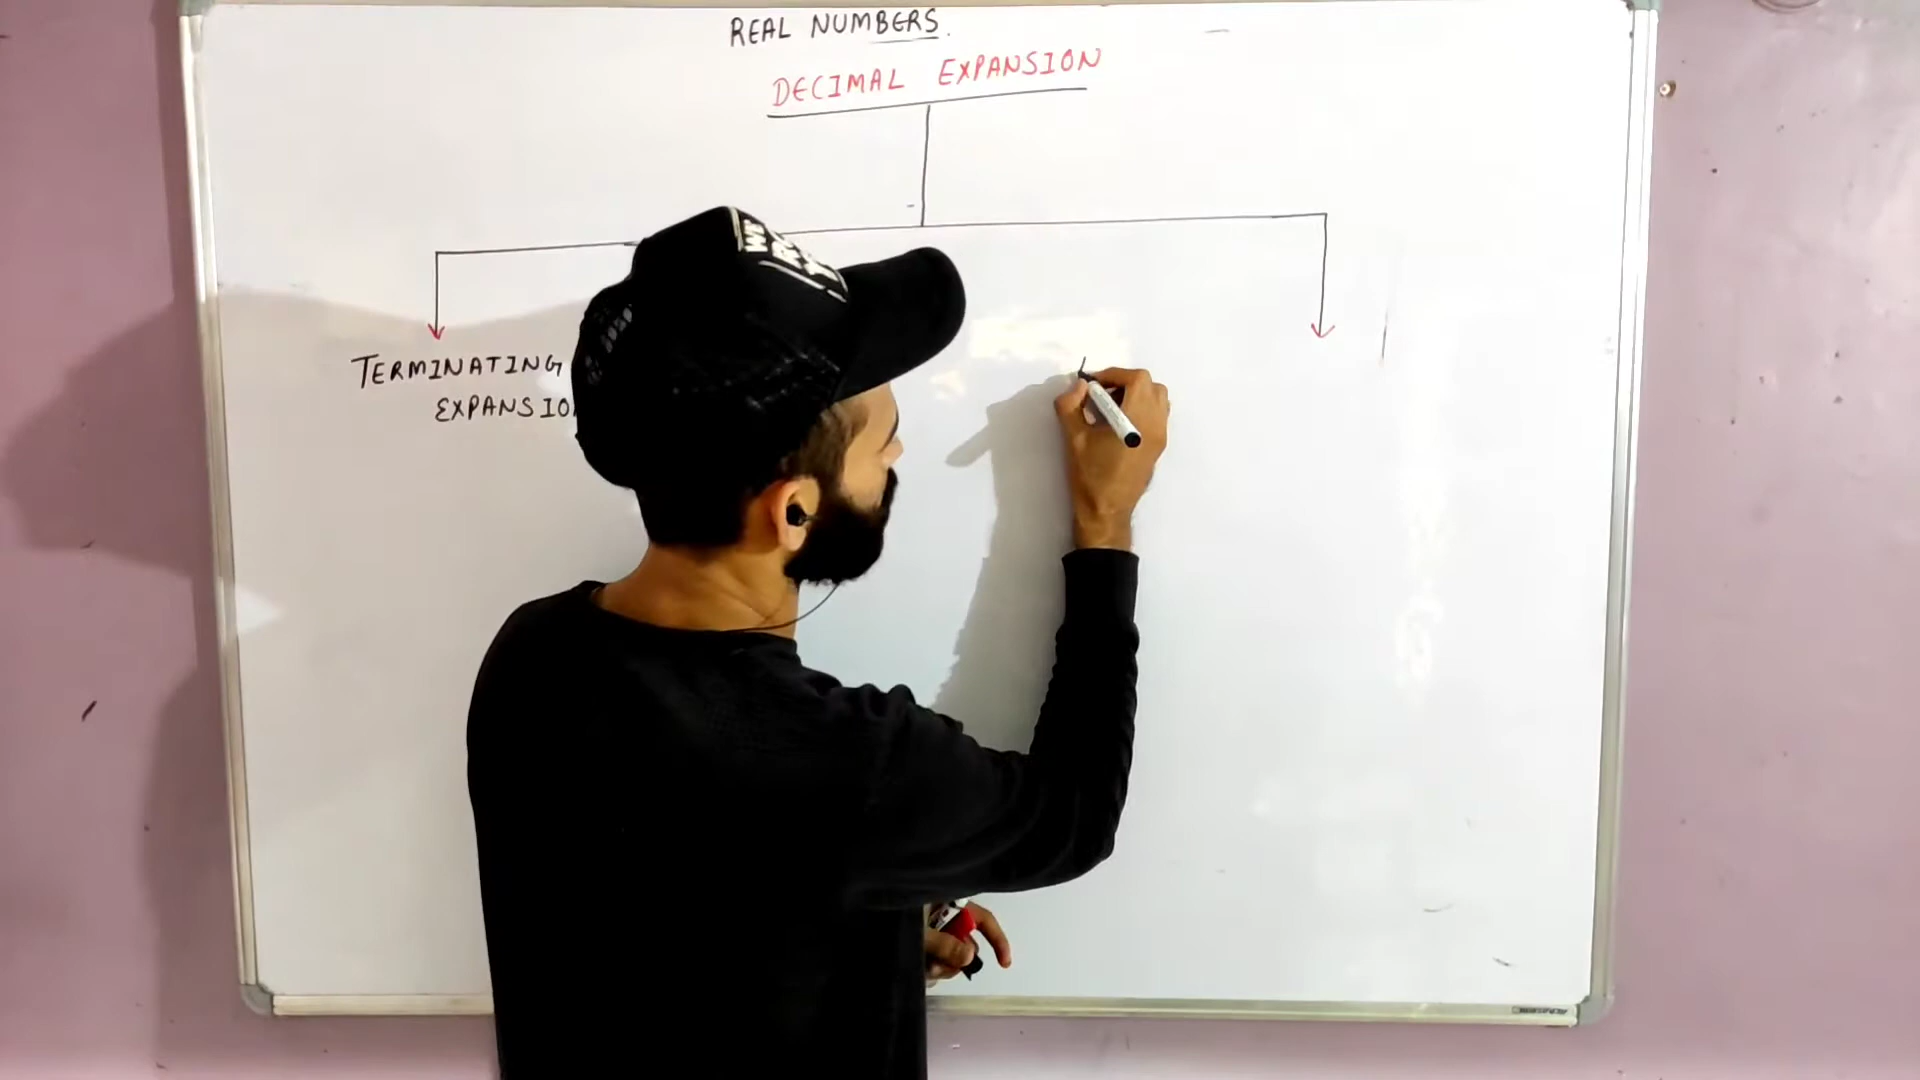 REAL NUMBERS.
DECIMAL EXPANSION
TERMINATING
EXPANSIO